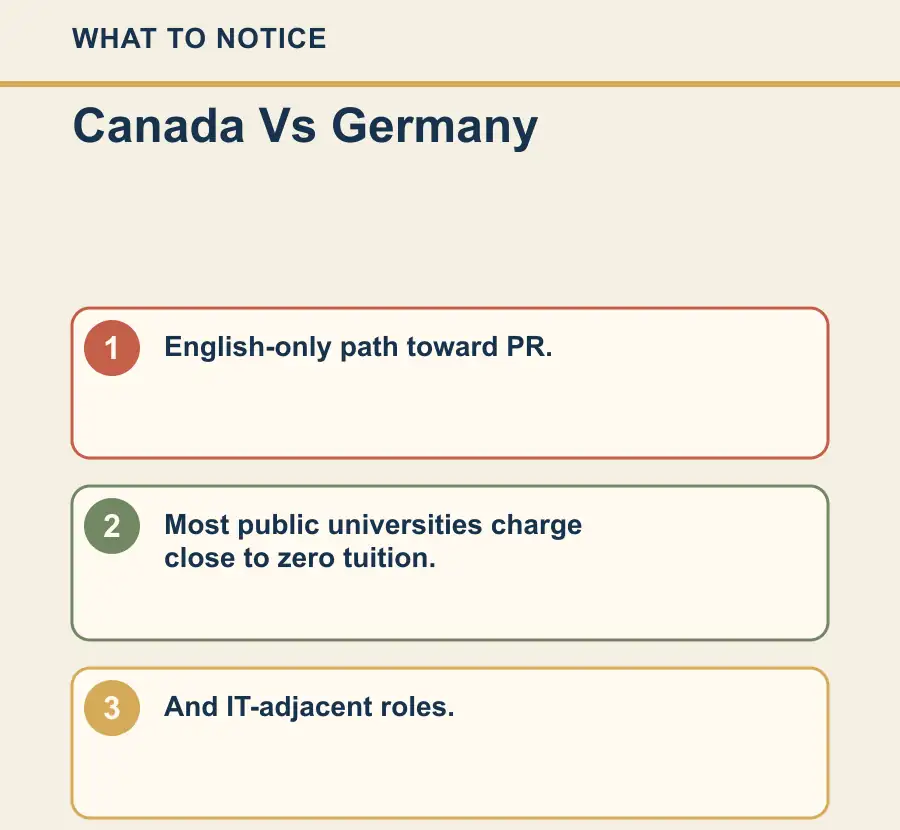 WHAT TO NOTICE
Canada Vs Germany
1 English-only path toward PR.
2 Most public universities charge
close to zero tuition.
3 And IT-adjacent roles.